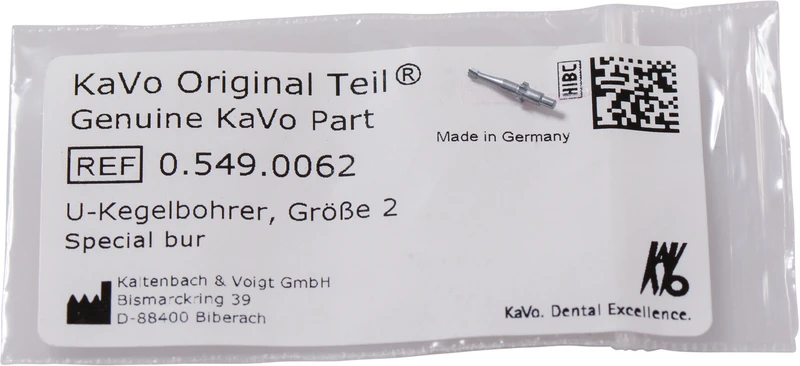 KaVo Original Teil®
Genuine KaVo Part
REF 0.549.0062
U-Kegelbohrer, Größe 2
Special bur
Kaltenbach & Voigt GmbH
Bismarckring 39
D-88400 Biberach
Made in Germany
HIBC
KAVO
KaVo. Dental Excellence.